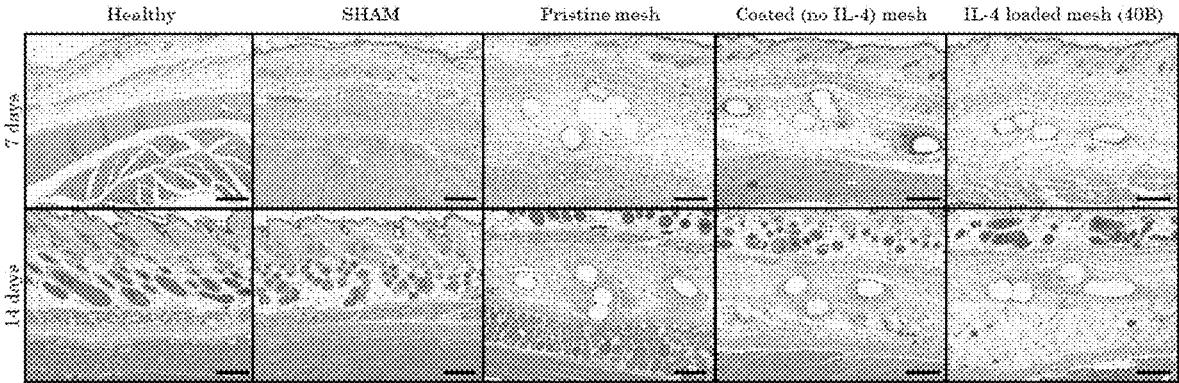 Healthy SHAM Pristine mesh Coated (no IL-4) mesh IL-4 loaded mesh (40B)
7 days
14 days